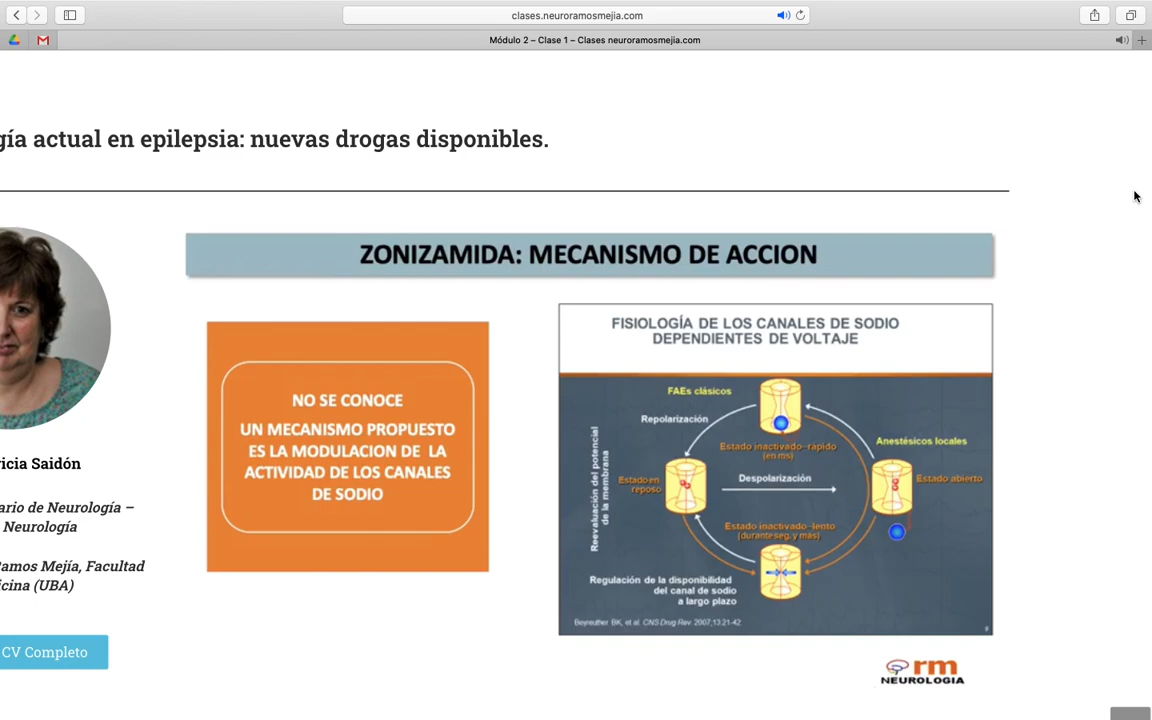 clases.neuroramosmejia.com
Módulo 2 – Clase 1 – Clases neuroramosmejia.com
gía actual en epilepsia: nuevas drogas disponibles.
icia Saidón
ario de Neurología –
Neurología
Ramos Mejía, Facultad
icina (UBA)
CV Completo
ZONIZAMIDA: MECANISMO DE ACCION
NO SE CONOCE
UN MECANISMO PROPUESTO
ES LA MODULACION DE LA
ACTIVIDAD DE LOS CANALES
DE SODIO
FISIOLOGÍA DE LOS CANALES DE SODIO
DEPENDIENTES DE VOLTAJE
FAEs clásicos
Repolarización
Anestésicos locales
Estado inactivado–rápido
(en ms)
Reevaluación del potencial
de la membrana
Estado en
reposo
Despolarización
Estado abierto
Estado inactivado–lento
(durante seg. y más)
Regulación de la disponibilidad
del canal de sodio
a largo plazo
Beyreuther BK, et al. CNS Drug Rev. 2007;13:21-42
9
rm
NEUROLOGIA